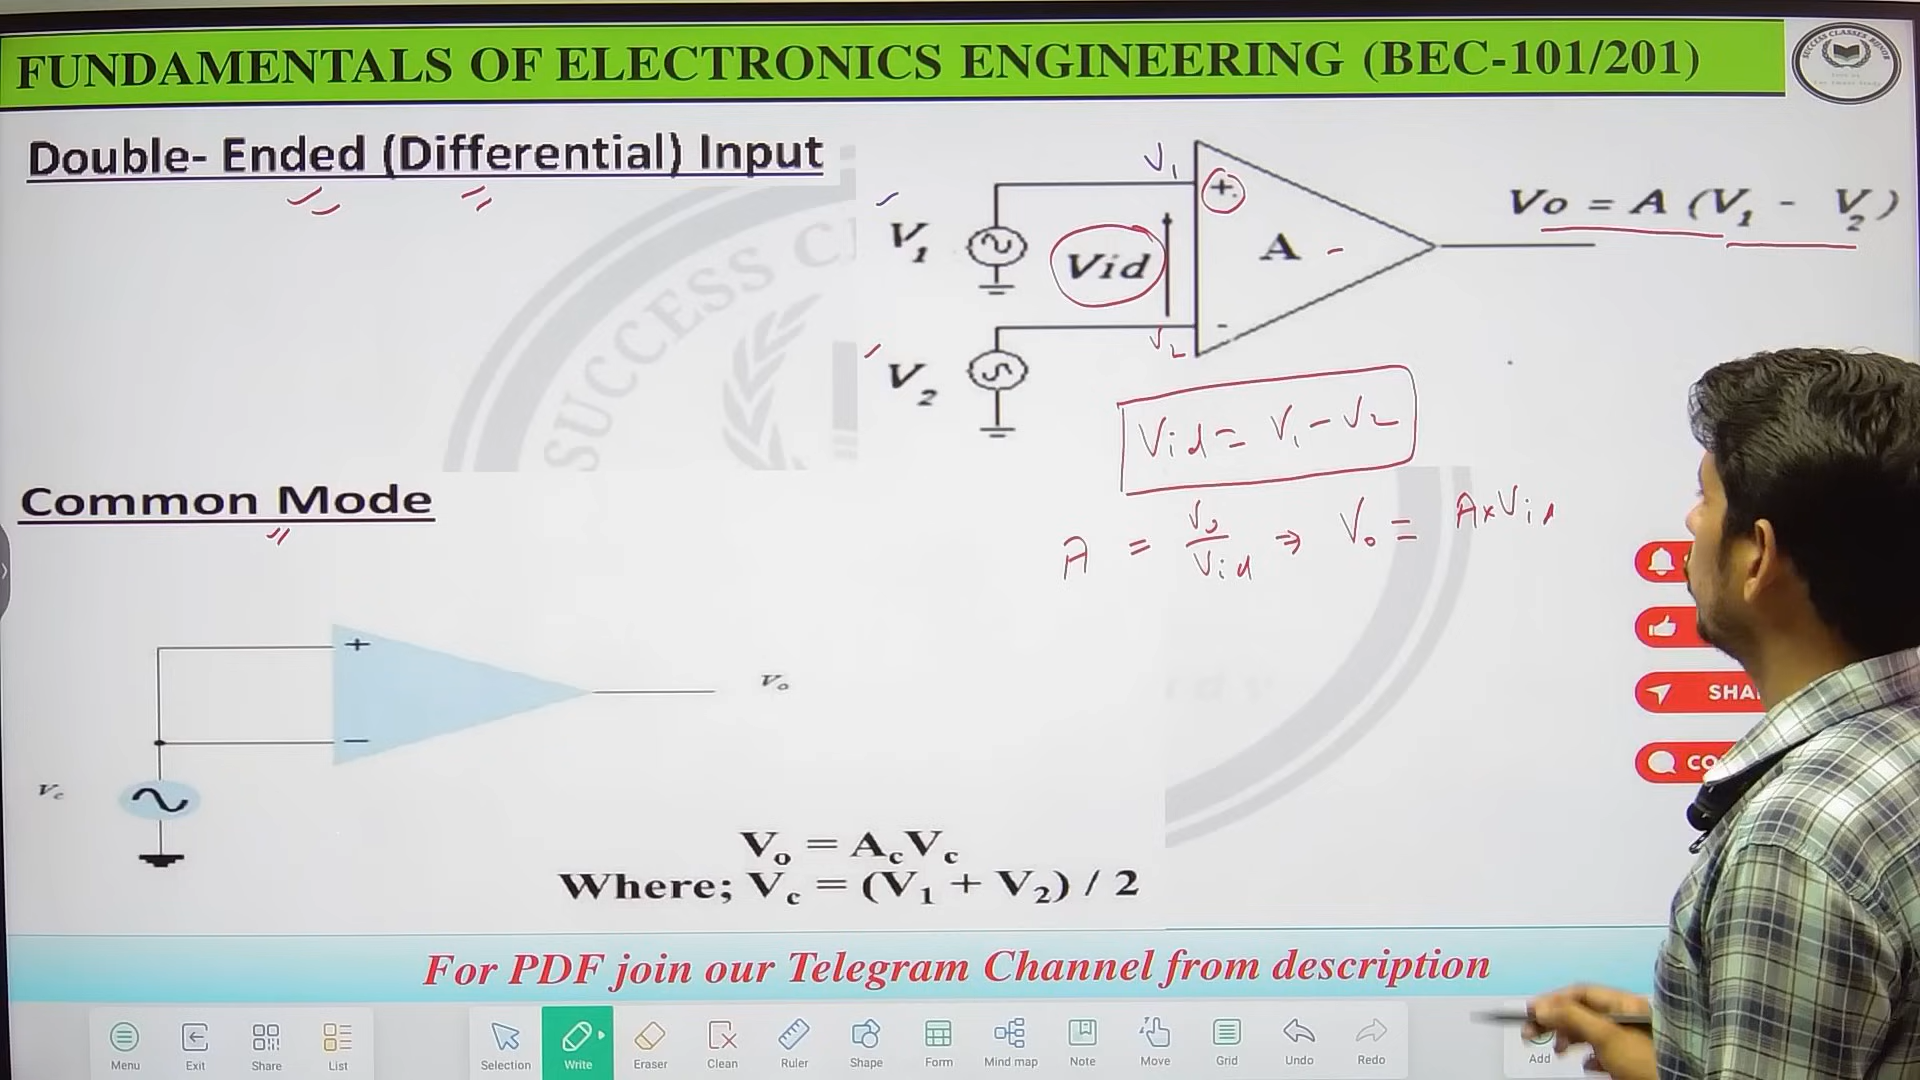 FUNDAMENTALS OF ELECTRONICS ENGINEERING (BEC-101/201)
SUCCESS CLASSES
Double- Ended (Differential) Input
V1
+
V1
Vid
A -
Vo = A (V1 - V2)
V2
-
V2
Vid = V1 - V2
A = Vo/Vid ⇒ Vo = A×Vid
SUCCESS C
Common Mode
+
−
Vo
Vc
Vo = AcVc
Where; Vc = (V1 + V2) / 2
SHA
CO
For PDF join our Telegram Channel from description
Menu Exit Share List Selection Write Eraser Clean Ruler Shape Form Mind map Note Move Grid Undo Redo Add